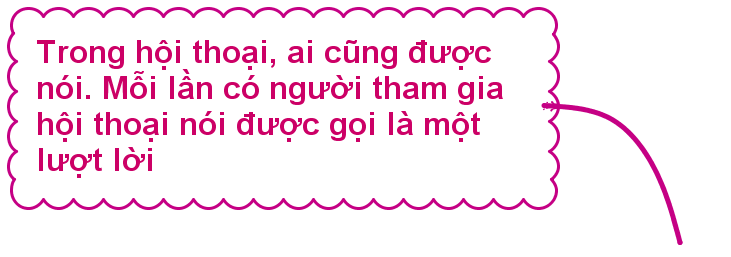 Trong hội thoại, ai cũng được
nói. Mỗi lần có người tham gia
hội thoại nói được gọi là một
lượt lời